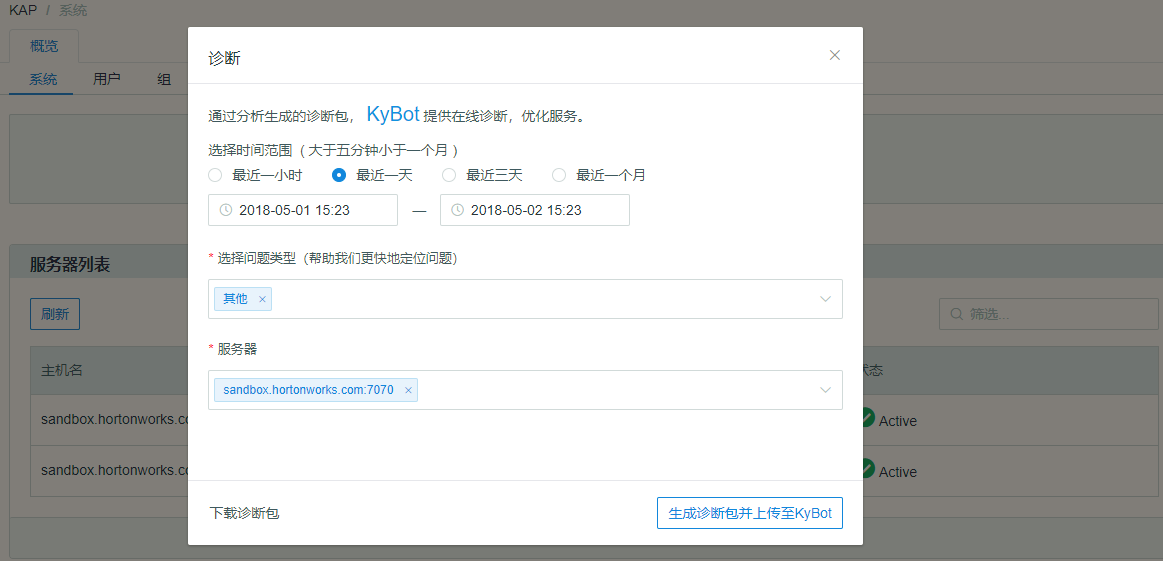 KAP / 系统
概览
系统 用户 组
诊断
通过分析生成的诊断包， KyBot 提供在线诊断，优化服务。
选择时间范围（ 大于五分钟小于一个月 ）
最近一小时 最近一天 最近三天 最近一个月
2018-05-01 15:23 — 2018-05-02 15:23
* 选择问题类型（帮助我们更快地定位问题）
其他 ×
* 服务器
sandbox.hortonworks.com:7070 ×
下载诊断包 生成诊断包并上传至KyBot
服务器列表
刷新 筛选...
主机名 状态
sandbox.hortonworks.co Active
sandbox.hortonworks.co Active